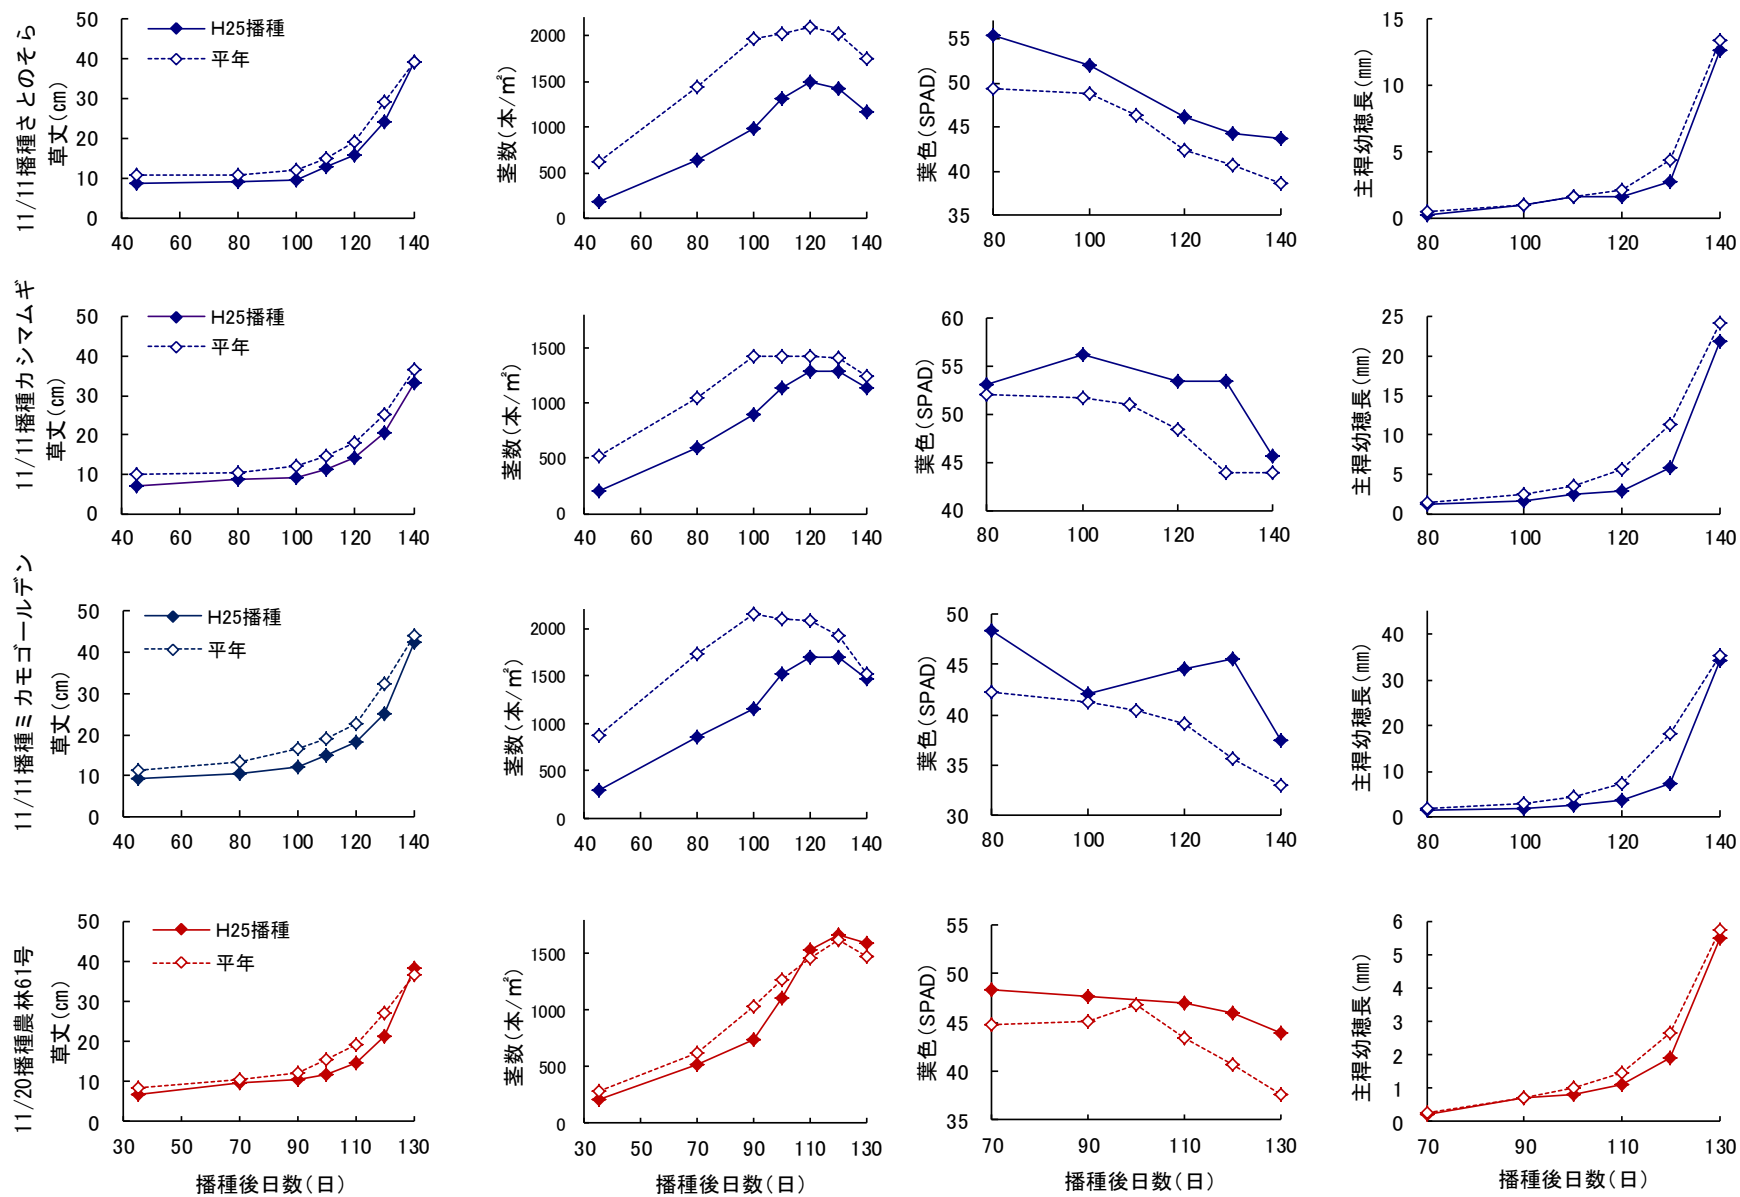 11/11播種さとのそら
草丈(cm)
50
40
30
20
10
0
H25播種
平年
40 60 80 100 120 140
茎数(本/㎡)
2000
1500
1000
500
0
40 60 80 100 120 140
葉色(SPAD)
55
50
45
40
35
80 100 120 140
主稈幼穂長(㎜)
15
10
5
0
80 100 120 140
11/11播種カシマムギ
草丈(cm)
50
40
30
20
10
0
H25播種
平年
40 60 80 100 120 140
茎数(本/㎡)
1500
1000
500
0
40 60 80 100 120 140
葉色(SPAD)
60
55
50
45
40
80 100 120 140
主稈幼穂長(㎜)
25
20
15
10
5
0
80 100 120 140
11/11播種ミカモゴールデン
草丈(cm)
50
40
30
20
10
0
H25播種
平年
40 60 80 100 120 140
茎数(本/㎡)
2000
1500
1000
500
0
40 60 80 100 120 140
葉色(SPAD)
50
45
40
35
30
80 100 120 140
主稈幼穂長(㎜)
40
30
20
10
0
80 100 120 140
11/20播種農林61号
草丈(cm)
50
40
30
20
10
0
H25播種
平年
30 50 70 90 110 130
播種後日数(日)
茎数(本/㎡)
1500
1000
500
0
30 50 70 90 110 130
播種後日数(日)
葉色(SPAD)
55
50
45
40
35
70 90 110 130
播種後日数(日)
主稈幼穂長(㎜)
6
5
4
3
2
1
0
70 90 110 130
播種後日数(日)